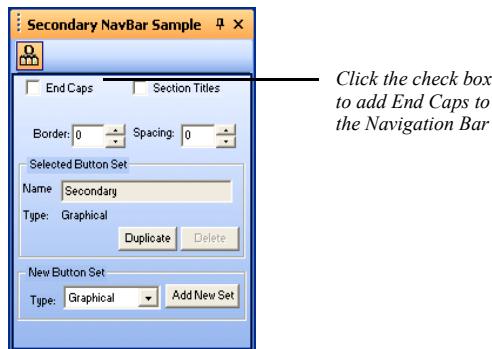 Secondary NavBar Sample
End Caps Section Titles
Click the check box
to add End Caps to
the Navigation Bar
Border: 0 Spacing: 0
Selected Button Set
Name Secondary
Type: Graphical
Duplicate Delete
New Button Set
Type: Graphical Add New Set